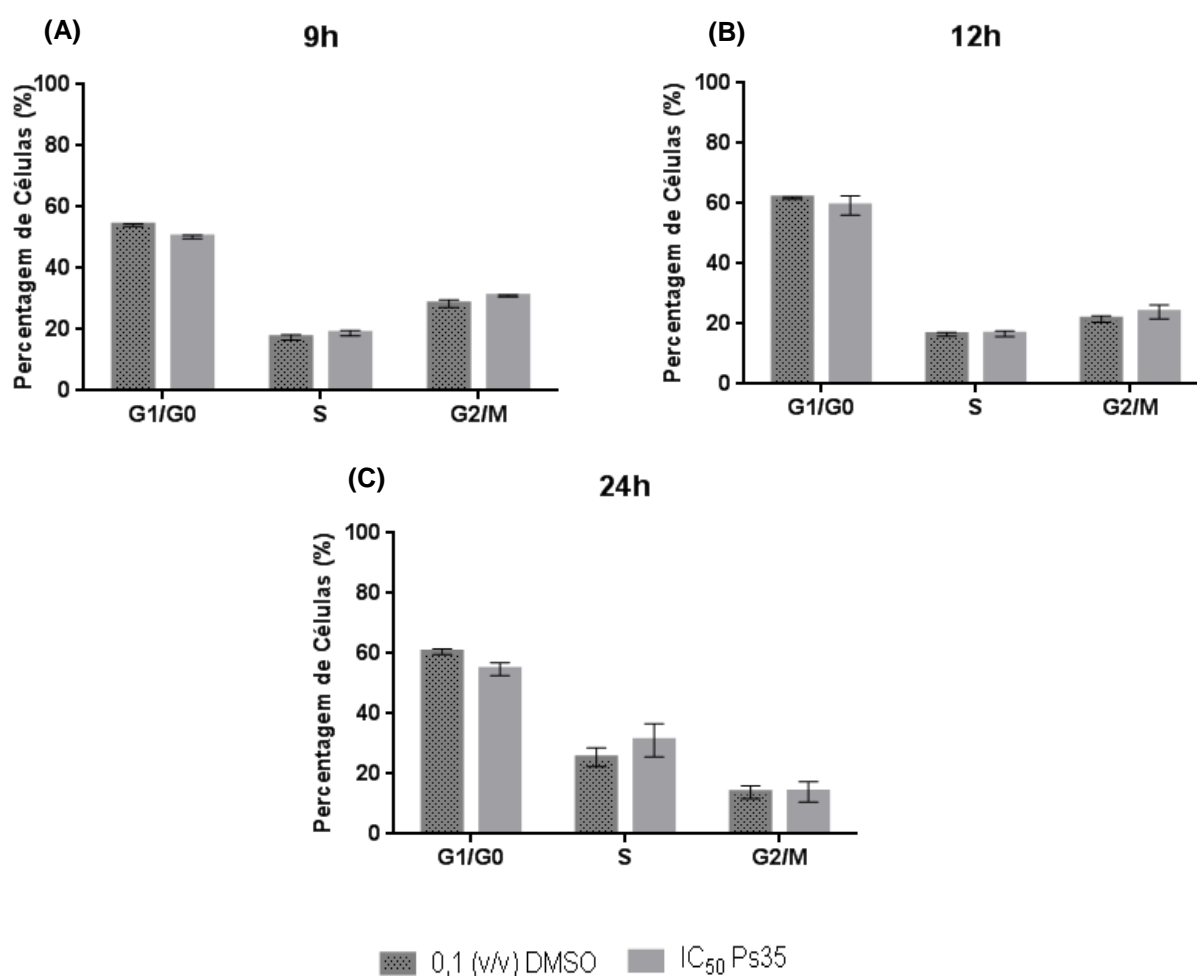 (A)
9h
Percentagem de Células (%)
100
80
60
40
20
0
G1/G0 S G2/M
(B)
12h
Percentagem de Células (%)
100
80
60
40
20
0
G1/G0 S G2/M
(C)
24h
Percentagem de Células (%)
100
80
60
40
20
0
G1/G0 S G2/M
0,1 (v/v) DMSO IC50 Ps35